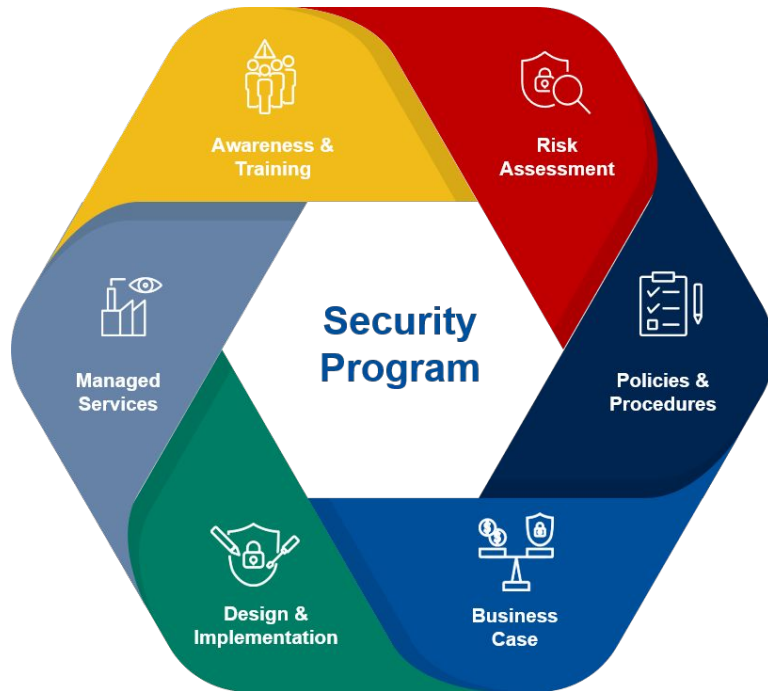 Awareness &
Training
Risk
Assessment
Security
Program
Managed
Services
Policies &
Procedures
Design &
Implementation
Business
Case